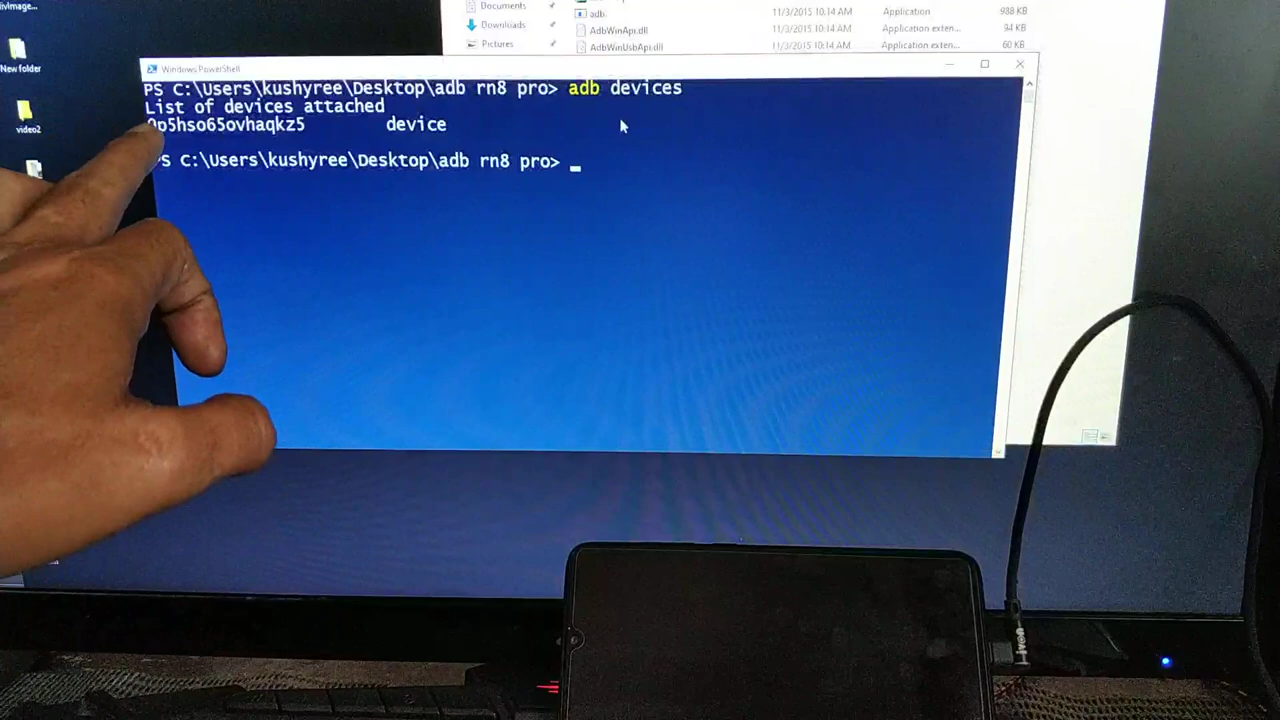 New folder
video2
Documents
Downloads
Pictures
adb 11/3/2015 10:14 AM Application 988 KB
AdbWinApi.dll 11/3/2015 10:14 AM Application exten... 94 KB
AdbWinUsbApi.dll 11/3/2015 10:14 AM Application exten... 60 KB
Windows PowerShell
PS C:\Users\kushyree\Desktop\adb rn8 pro> adb devices
List of devices attached
0p5hso65ovhaqkz5 device
PS C:\Users\kushyree\Desktop\adb rn8 pro>